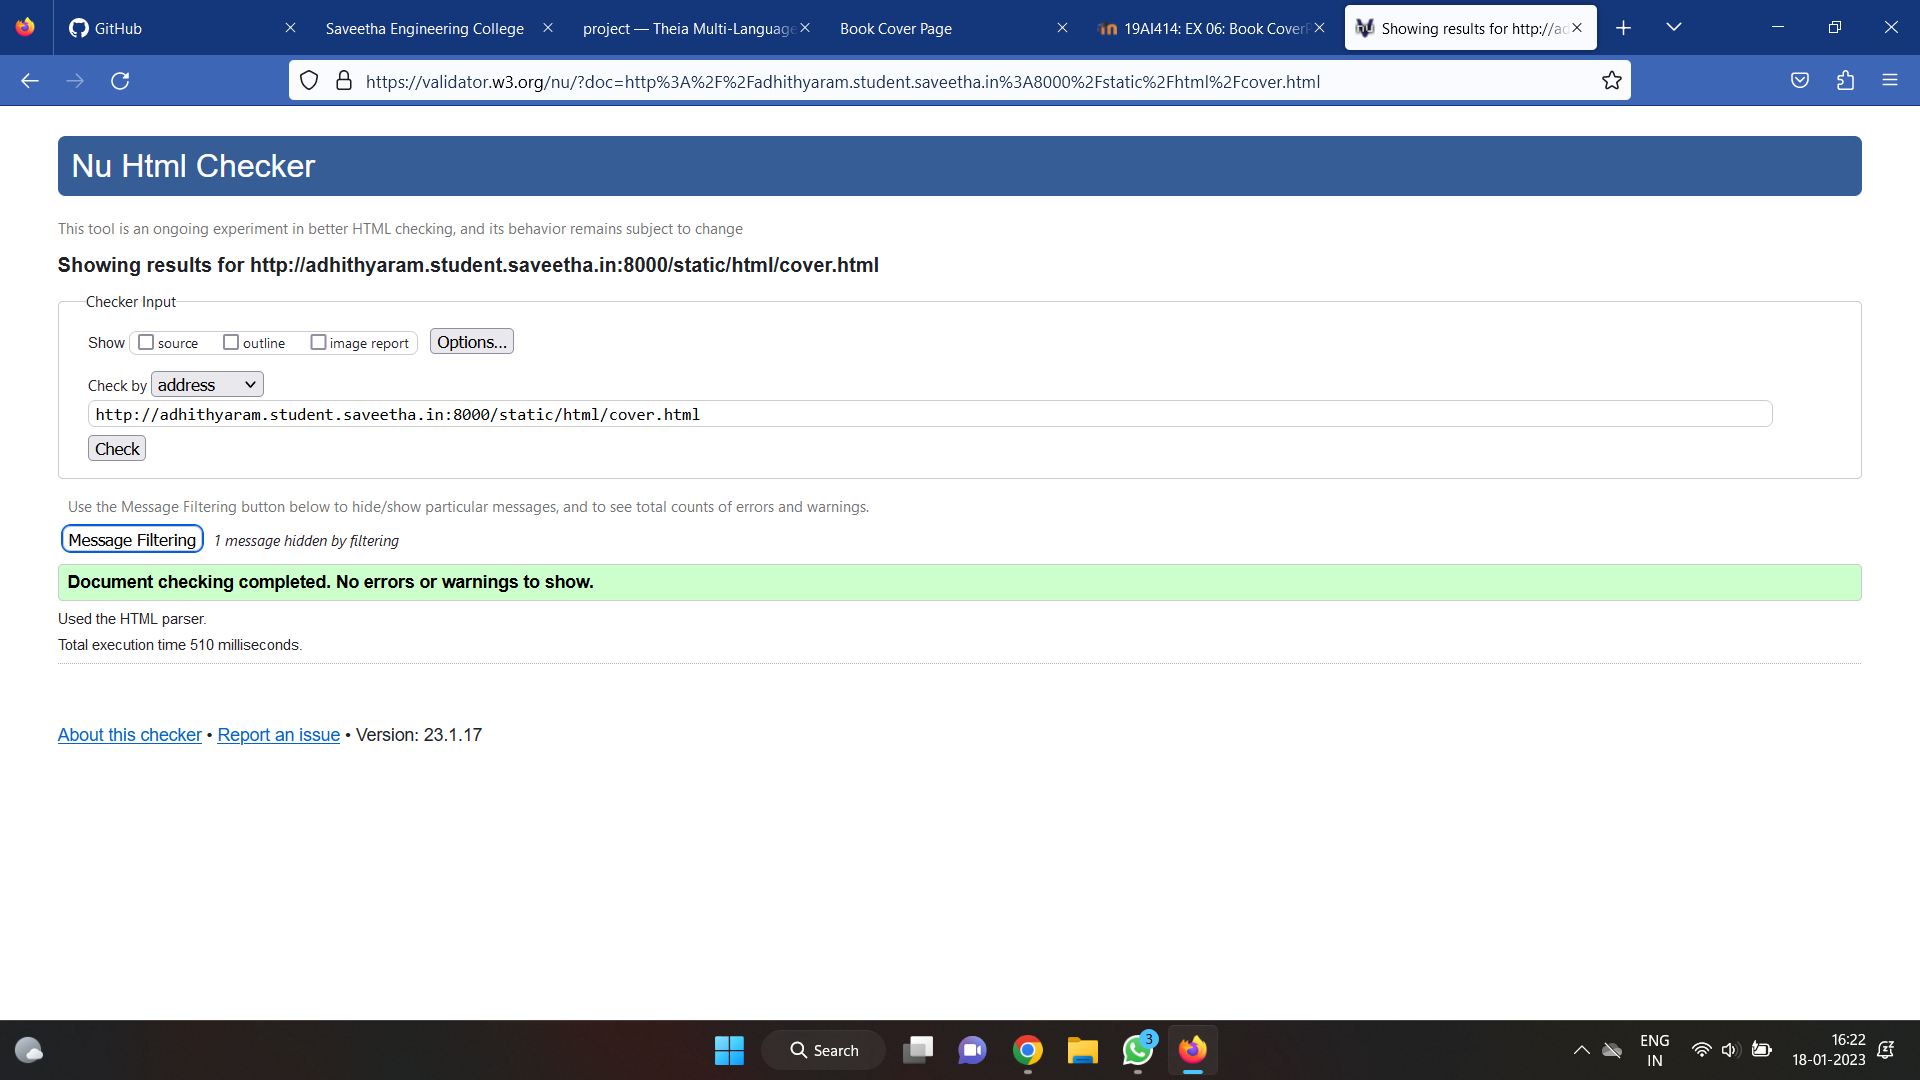 GitHub
Saveetha Engineering College
project — Theia Multi-Language
Book Cover Page
19AI414: EX 06: Book Cover
Showing results for http://ad
https://validator.w3.org/nu/?doc=http%3A%2F%2Fadhithyaram.student.saveetha.in%3A8000%2Fstatic%2Fhtml%2Fcover.html
Nu Html Checker
This tool is an ongoing experiment in better HTML checking, and its behavior remains subject to change
Showing results for http://adhithyaram.student.saveetha.in:8000/static/html/cover.html
Checker Input
Show source outline image report Options...
Check by address
http://adhithyaram.student.saveetha.in:8000/static/html/cover.html
Check
Use the Message Filtering button below to hide/show particular messages, and to see total counts of errors and warnings.
Message Filtering 1 message hidden by filtering
Document checking completed. No errors or warnings to show.
Used the HTML parser.
Total execution time 510 milliseconds.
About this checker • Report an issue • Version: 23.1.17
Search
3
ENG
IN
16:22
18-01-2023